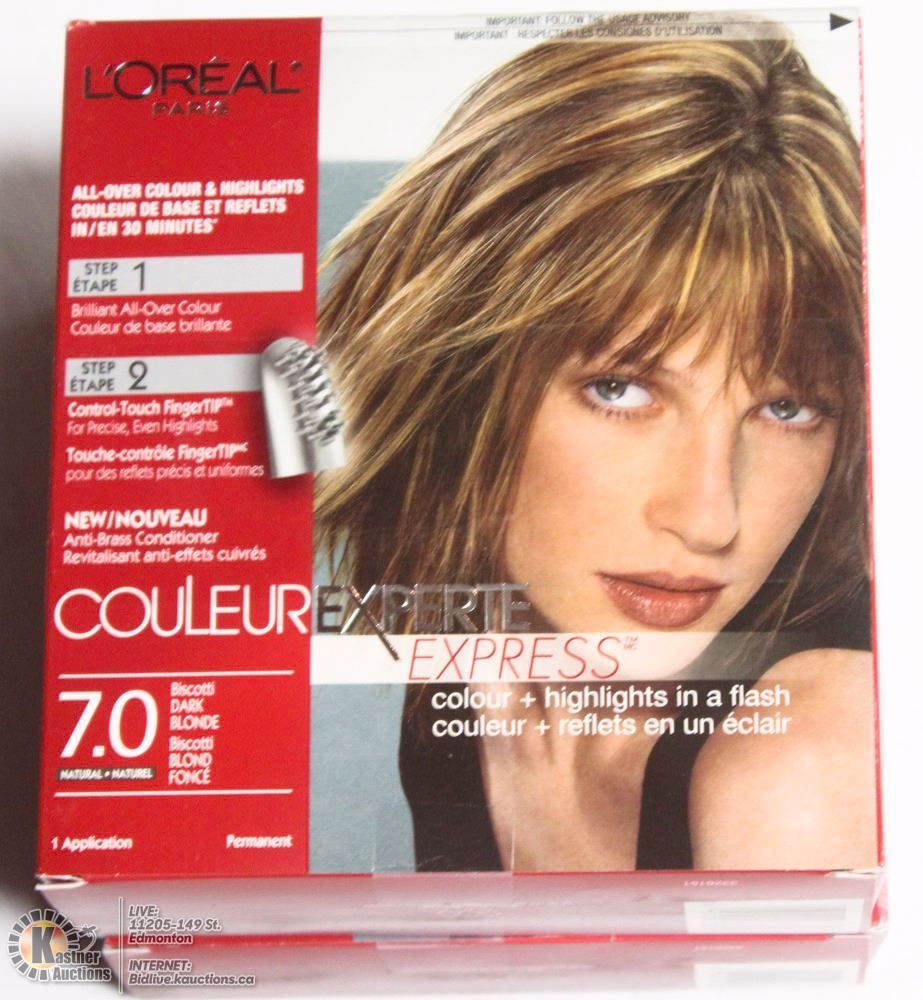 IMPORTANT FOLLOW THE USAGE ADVISORY
IMPORTANT RESPECTER LES CONSIGNES D'UTILISATION
L'ORÉAL®
PARIS
ALL-OVER COLOUR & HIGHLIGHTS
COULEUR DE BASE ET REFLETS
IN/EN 30 MINUTES*
STEP
ÉTAPE 1
Brilliant All-Over Colour
Couleur de base brillante
STEP
ÉTAPE 2
Control-Touch FingerTIP™
For Precise, Even Highlights
Touche-contrôle FingerTIPᴹᶜ
pour des reflets précis et uniformes
NEW/NOUVEAU
Anti-Brass Conditioner
Revitalisant anti-effets cuivrés
COULEUR EXPERTE
EXPRESS™ MC
colour + highlights in a flash
couleur + reflets en un éclair
7.0
NATURAL • NATUREL
Biscotti
DARK
BLONDE
Biscotti
BLOND
FONCÉ
1 Application
Permanent
Kastner
Auctions
LIVE:
11205-149 St.
Edmonton
INTERNET:
Bidlive.kauctions.ca